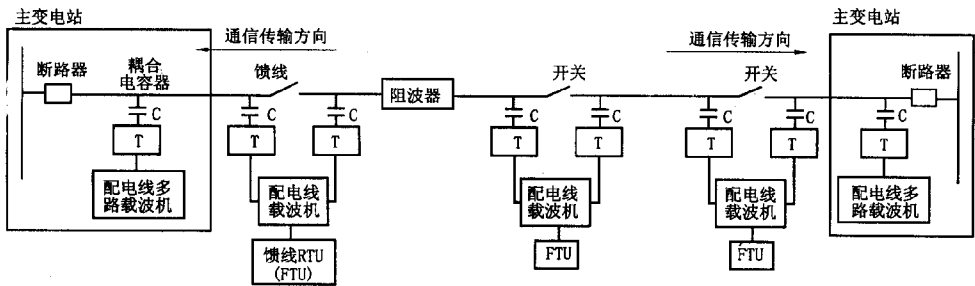 主变电站
通信传输方向
通信传输方向
主变电站
断路器
耦合
电容器
馈线
阻波器
开关
开关
断路器
C
C
C
C
C
C
C
C
T
T
T
T
T
T
T
T
配电线多
路载波机
配电线
载波机
配电线
载波机
配电线
载波机
配电线多
路载波机
馈线RTU
(FTU)
FTU
FTU